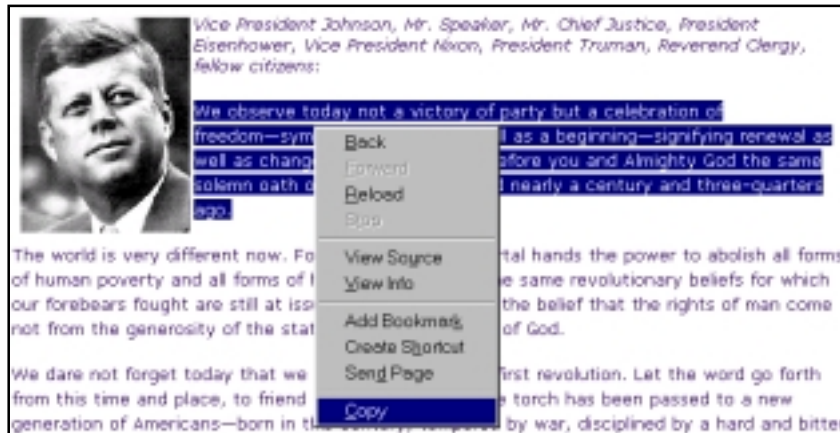 Vice President Johnson, Mr. Speaker, Mr. Chief Justice, President
Eisenhower, Vice President Nixon, President Truman, Reverend Clergy,
fellow citizens:
We observe today not a victory of party but a celebration of
freedom—sym l as a beginning—signifying renewal as
well as change efore you and Almighty God the same
solemn oath o d nearly a century and three-quarters
ago.
Back
Forward
Reload
Stop
View Source
View Info
Add Bookmark
Create Shortcut
Send Page
Copy
The world is very different now. Fo rtal hands the power to abolish all forms
of human poverty and all forms of h e same revolutionary beliefs for which
our forebears fought are still at iss the belief that the rights of man come
not from the generosity of the stat of God.
We dare not forget today that we first revolution. Let the word go forth
from this time and place, to friend e torch has been passed to a new
generation of Americans—born in this century, tempered by war, disciplined by a hard and bitte